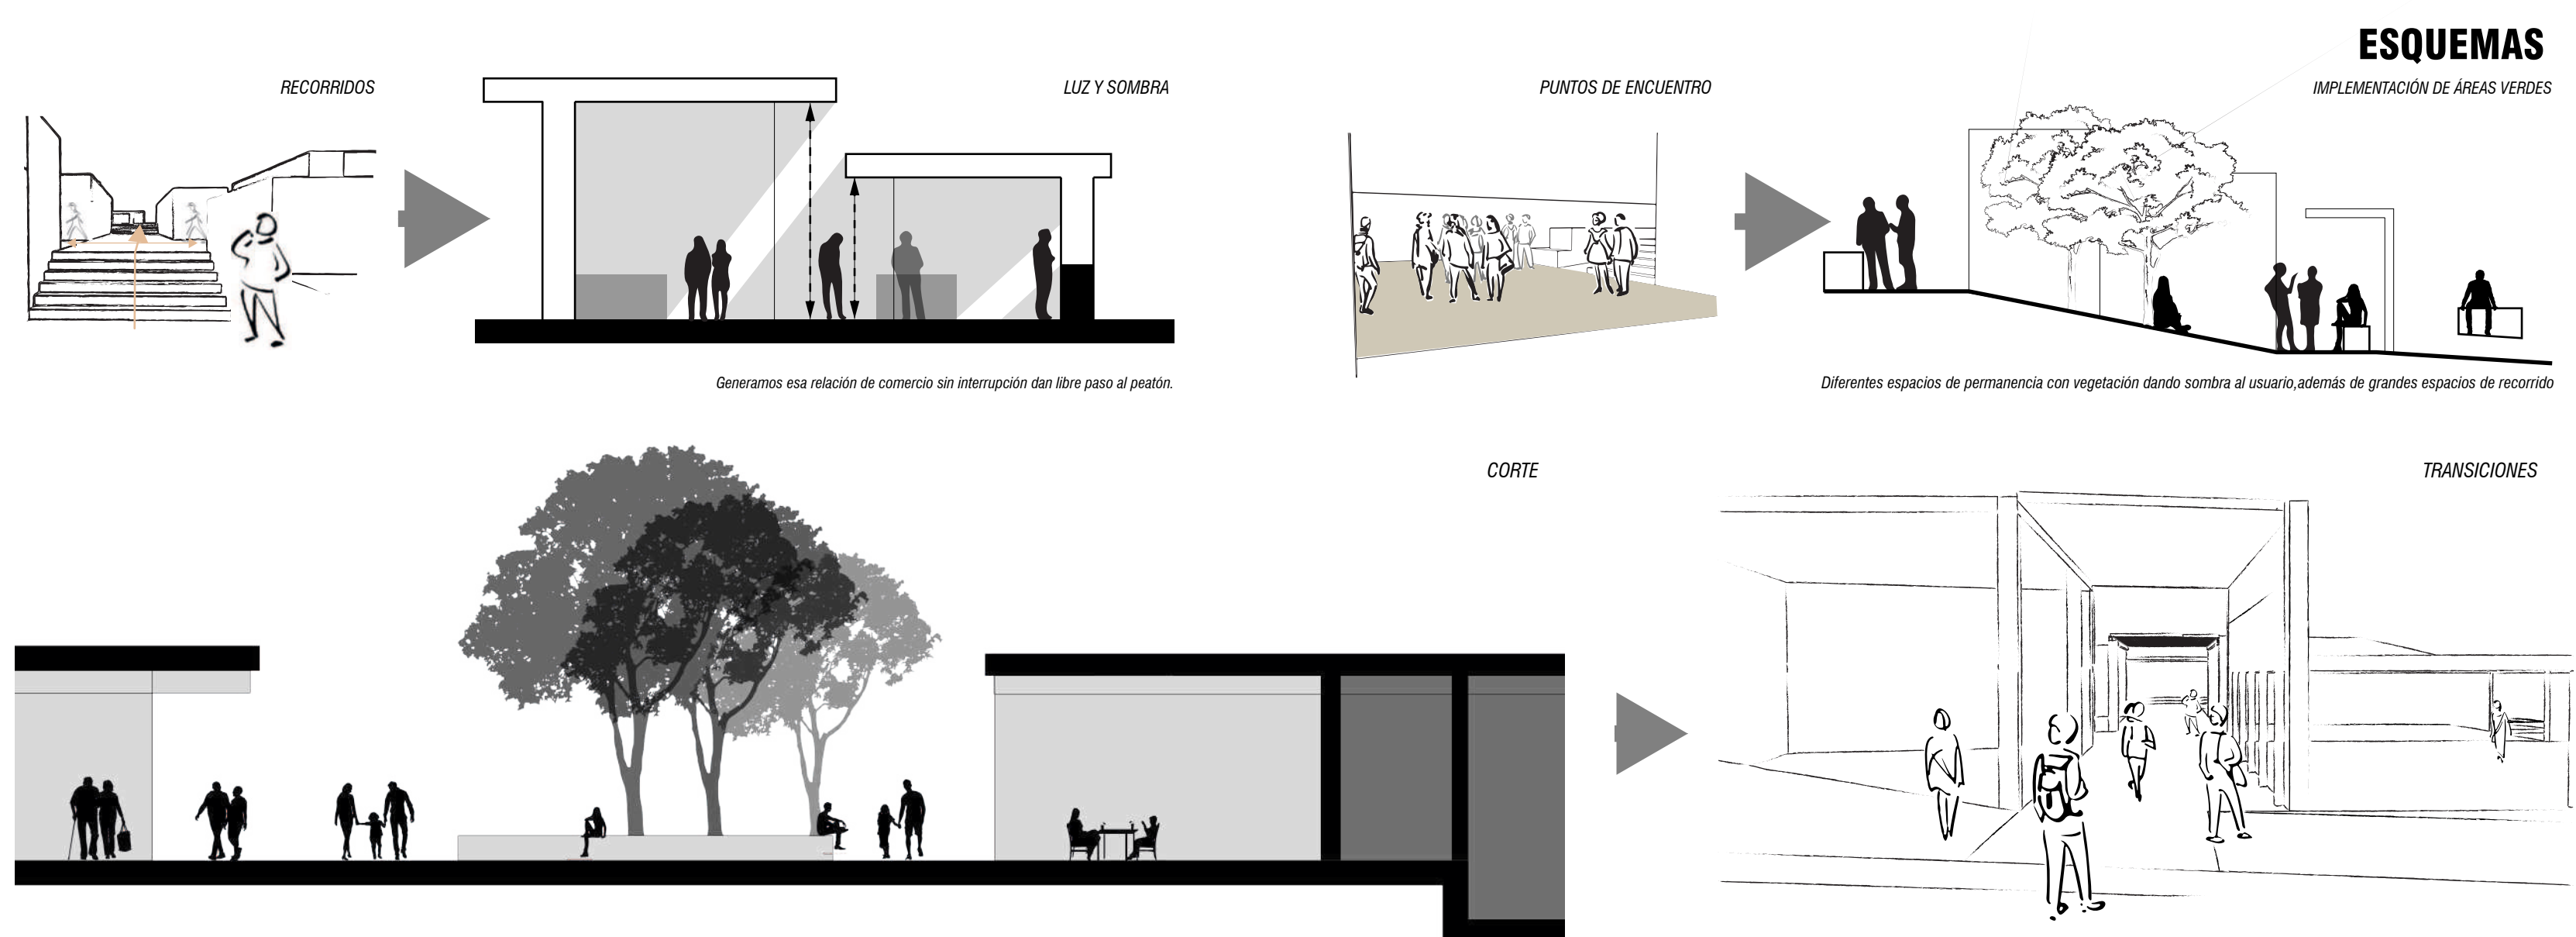 ESQUEMAS
RECORRIDOS
LUZ Y SOMBRA
PUNTOS DE ENCUENTRO
IMPLEMENTACIÓN DE ÁREAS VERDES
Generamos esa relación de comercio sin interrupción dan libre paso al peatón.
Diferentes espacios de permanencia con vegetación dando sombra al usuario,además de grandes espacios de recorrido
CORTE
TRANSICIONES